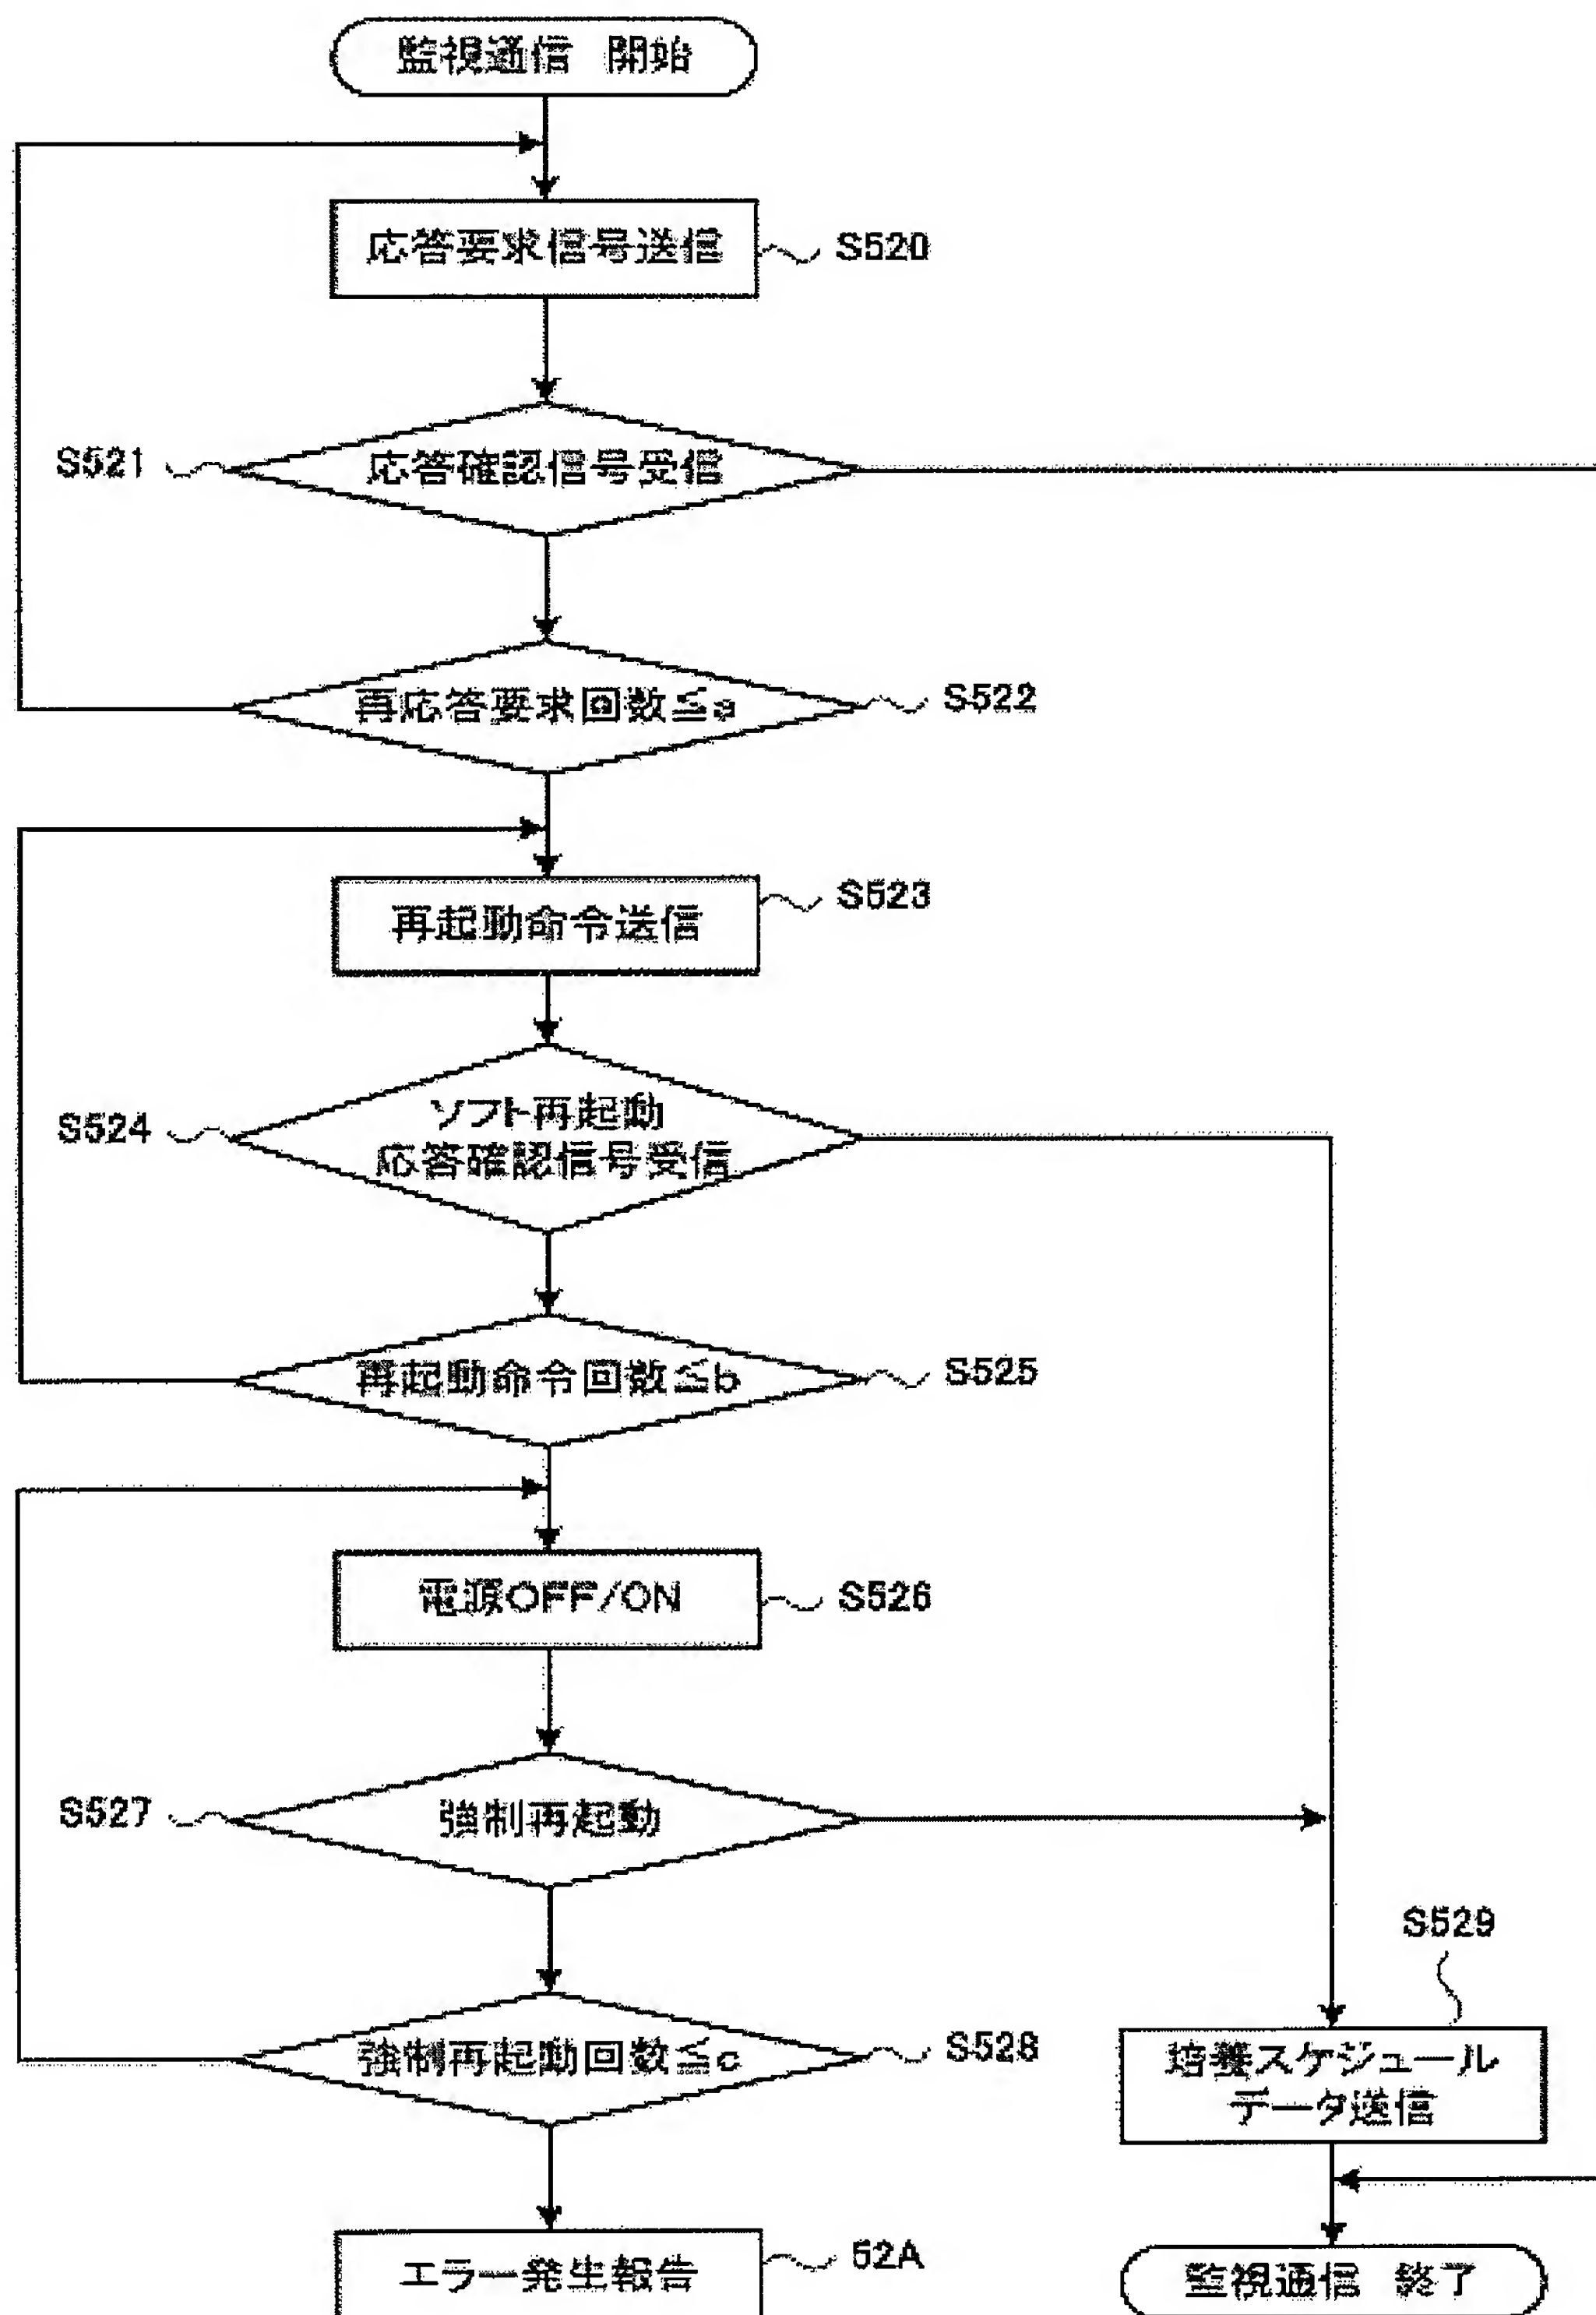 監視通信 開始
応答要求信号送信
S520
S521
応答確認信号受信
再応答要求回数≦a
S522
再起動命令送信
S523
S524
ソフト再起動
応答確認信号受信
再起動命令回数≦b
S525
電源OFF/ON
S526
S527
強制再起動
S529
強制再起動回数≦c
S528
培養スケジュール
データ送信
エラー発生報告
52A
監視通信 終了